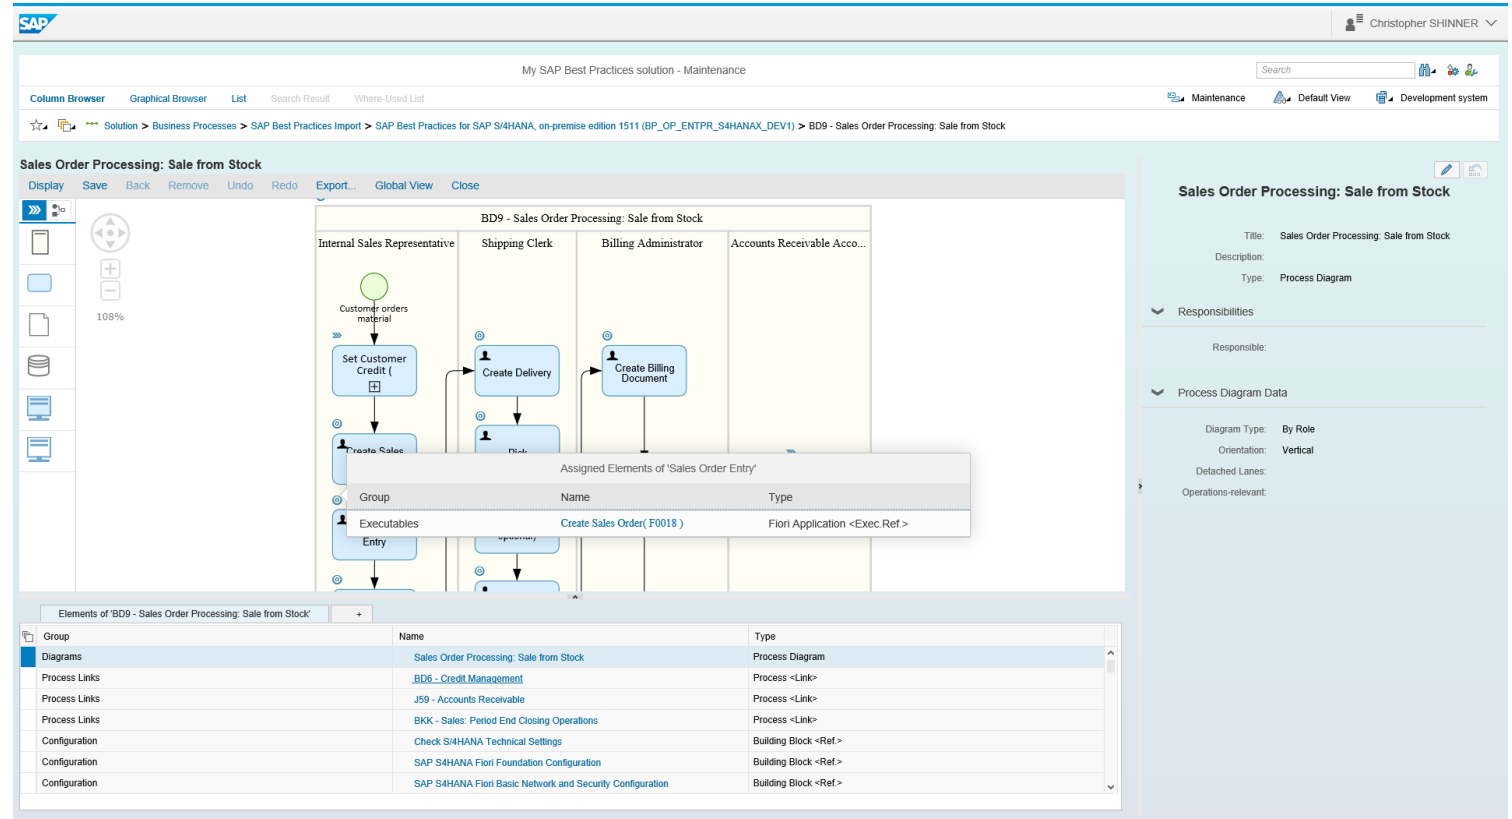 SAP
Christopher SHINNER
My SAP Best Practices solution - Maintenance
Search
Column Browser Graphical Browser List Search Result Where-Used List
Maintenance Default View Development system
Solution > Business Processes > SAP Best Practices Import > SAP Best Practices for SAP S/4HANA, on-premise edition 1511 (BP_OP_ENTPR_S4HANAX_DEV1) > BD9 - Sales Order Processing: Sale from Stock
Sales Order Processing: Sale from Stock
Display Save Back Remove Undo Redo Export... Global View Close
108%
BD9 - Sales Order Processing: Sale from Stock
Internal Sales Representative Shipping Clerk Billing Administrator Accounts Receivable Acco...
Customer orders
material
Set Customer
Credit (
Create Delivery
Create Billing
Document
Create Sales
Pick
Assigned Elements of 'Sales Order Entry'
Group Name Type
Executables Create Sales Order( F0018 ) Fiori Application <Exec.Ref.>
Entry
optional)
Elements of 'BD9 - Sales Order Processing: Sale from Stock' +
Group Name Type
Diagrams Sales Order Processing: Sale from Stock Process Diagram
Process Links BD6 - Credit Management Process <Link>
Process Links J59 - Accounts Receivable Process <Link>
Process Links BKK - Sales: Period End Closing Operations Process <Link>
Configuration Check S/4HANA Technical Settings Building Block <Ref.>
Configuration SAP S4HANA Fiori Foundation Configuration Building Block <Ref.>
Configuration SAP S4HANA Fiori Basic Network and Security Configuration Building Block <Ref.>
Sales Order Processing: Sale from Stock
Title: Sales Order Processing: Sale from Stock
Description:
Type: Process Diagram
Responsibilities
Responsible:
Process Diagram Data
Diagram Type: By Role
Orientation: Vertical
Detached Lanes:
Operations-relevant: